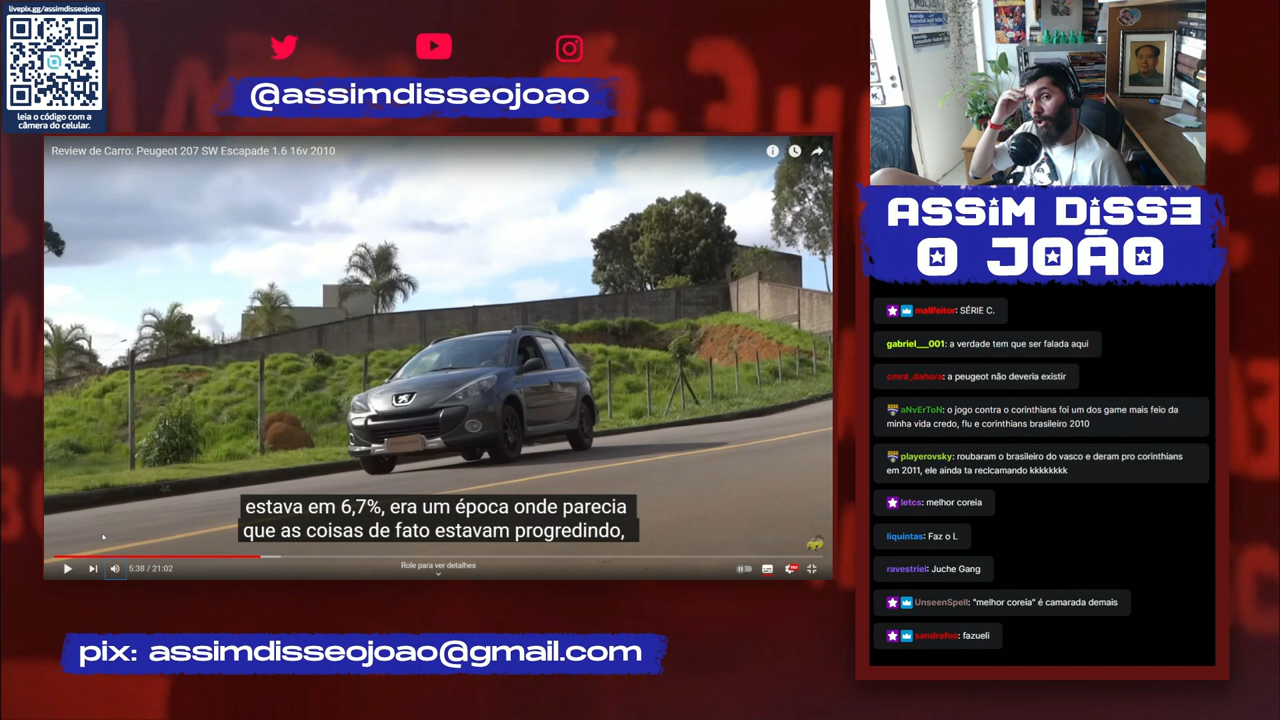 livepix.gg/assimdisseojoao
leia o código com a
câmera do celular.
@assimdisseojoao
Review de Carro: Peugeot 207 SW Escapade 1.6 16v 2010
estava em 6,7%, era um época onde parecia
que as coisas de fato estavam progredindo,
5:38 / 21:02
Role para ver detalhes
pix: assimdisseojoao@gmail.com
ASSIM DISSE
O JOÃO
mallfeitor: SÉRIE C.
gabriel___001: a verdade tem que ser falada aqui
cmrd_dahora: a peugeot não deveria existir
aNvErToN: o jogo contra o corinthians foi um dos game mais feio da
minha vida credo, flu e corinthians brasileiro 2010
playerovsky: roubaram o brasileiro do vasco e deram pro corinthians
em 2011, ele ainda ta reclcamando kkkkkkkk
letcs: melhor coreia
liquintas: Faz o L
ravestriel: Juche Gang
UnseenSpell: "melhor coreia" é camarada demais
sandrofoo: fazueli